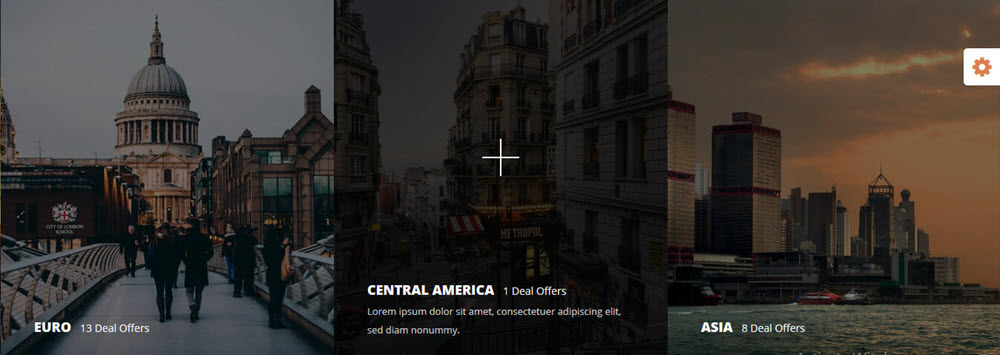 CITY OF LONDON
SCHOOL
EURO 13 Deal Offers
METROPOL
CENTRAL AMERICA 1 Deal Offers
Lorem ipsum dolor sit amet, consectetuer adipiscing elit,
sed diam nonummy.
ASIA 8 Deal Offers